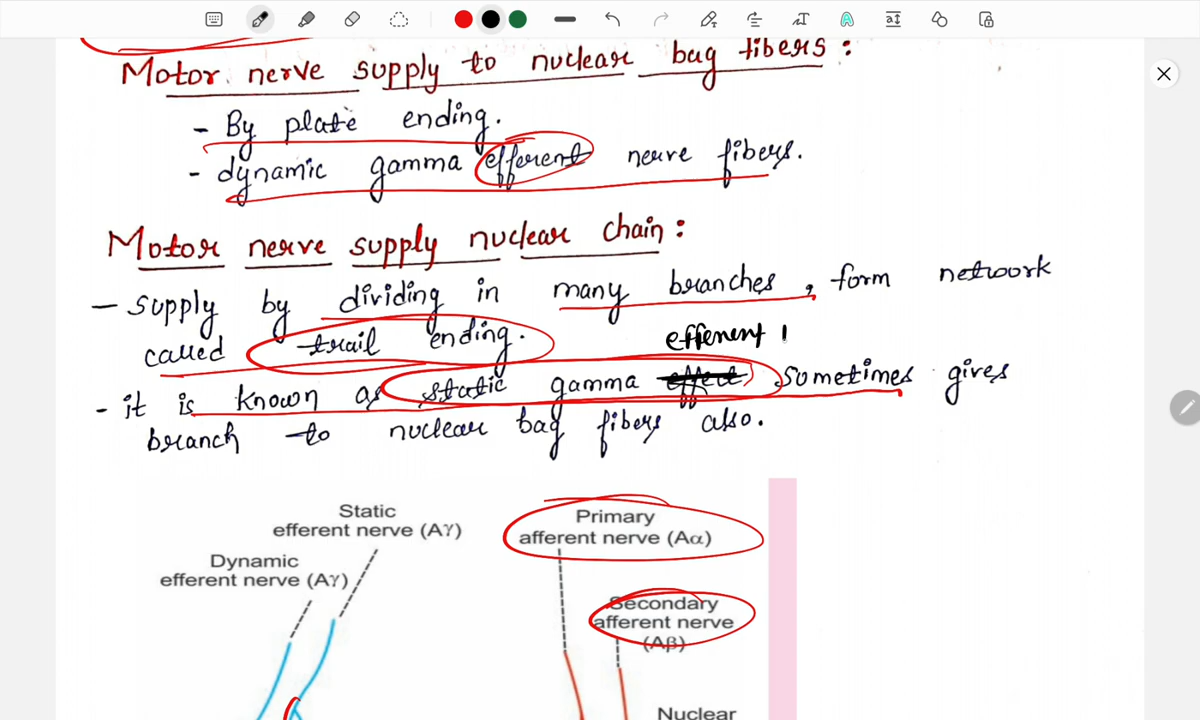 Motor nerve supply to nuclear bag fibers :
- By plate ending.
- dynamic gamma efferent nerve fibers.
Motor nerve supply nuclear chain :
- supply by dividing in many branches, form network
called trail ending.
efferent
- it is known as static gamma effect sometimes gives
branch to nuclear bag fibers also.
Static
efferent nerve (Aγ)
Dynamic
efferent nerve (Aγ)
Primary
afferent nerve (Aα)
Secondary
afferent nerve
(Aβ)
Nuclear